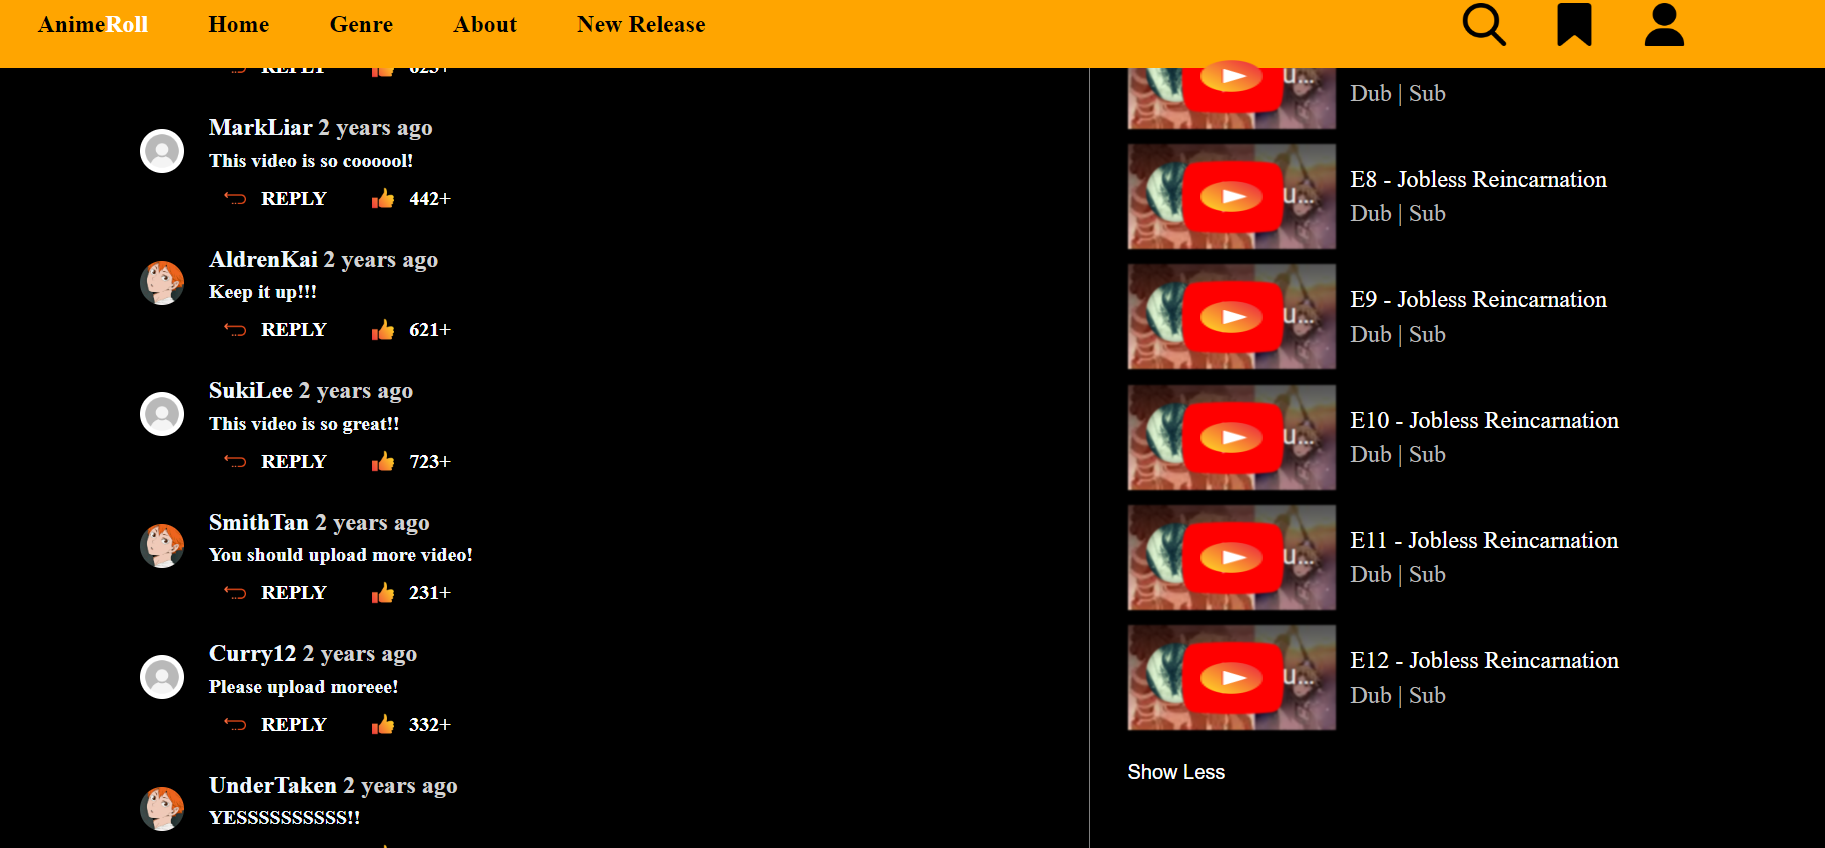 AnimeRoll Home Genre About New Release
REPLY 623+
MarkLiar 2 years ago
This video is so coooool!
REPLY 442+
AldrenKai 2 years ago
Keep it up!!!
REPLY 621+
SukiLee 2 years ago
This video is so great!!
REPLY 723+
SmithTan 2 years ago
You should upload more video!
REPLY 231+
Curry12 2 years ago
Please upload moreee!
REPLY 332+
UnderTaken 2 years ago
YESSSSSSSSSS!!
u...
Dub | Sub
u...
E8 - Jobless Reincarnation
Dub | Sub
u...
E9 - Jobless Reincarnation
Dub | Sub
u...
E10 - Jobless Reincarnation
Dub | Sub
u...
E11 - Jobless Reincarnation
Dub | Sub
u...
E12 - Jobless Reincarnation
Dub | Sub
Show Less